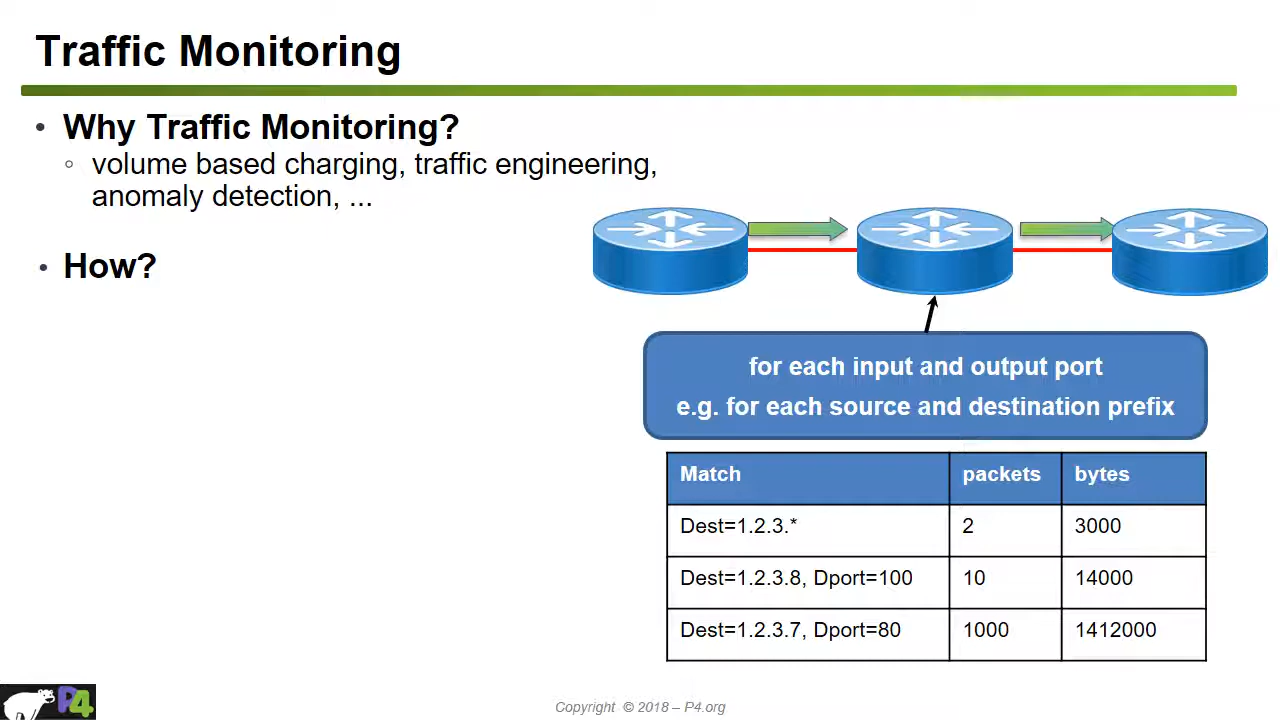 Traffic Monitoring
• Why Traffic Monitoring?
◦ volume based charging, traffic engineering,
anomaly detection, ...
• How?
for each input and output port
e.g. for each source and destination prefix
Match packets bytes
Dest=1.2.3.* 2 3000
Dest=1.2.3.8, Dport=100 10 14000
Dest=1.2.3.7, Dport=80 1000 1412000
P4
Copyright © 2018 – P4.org